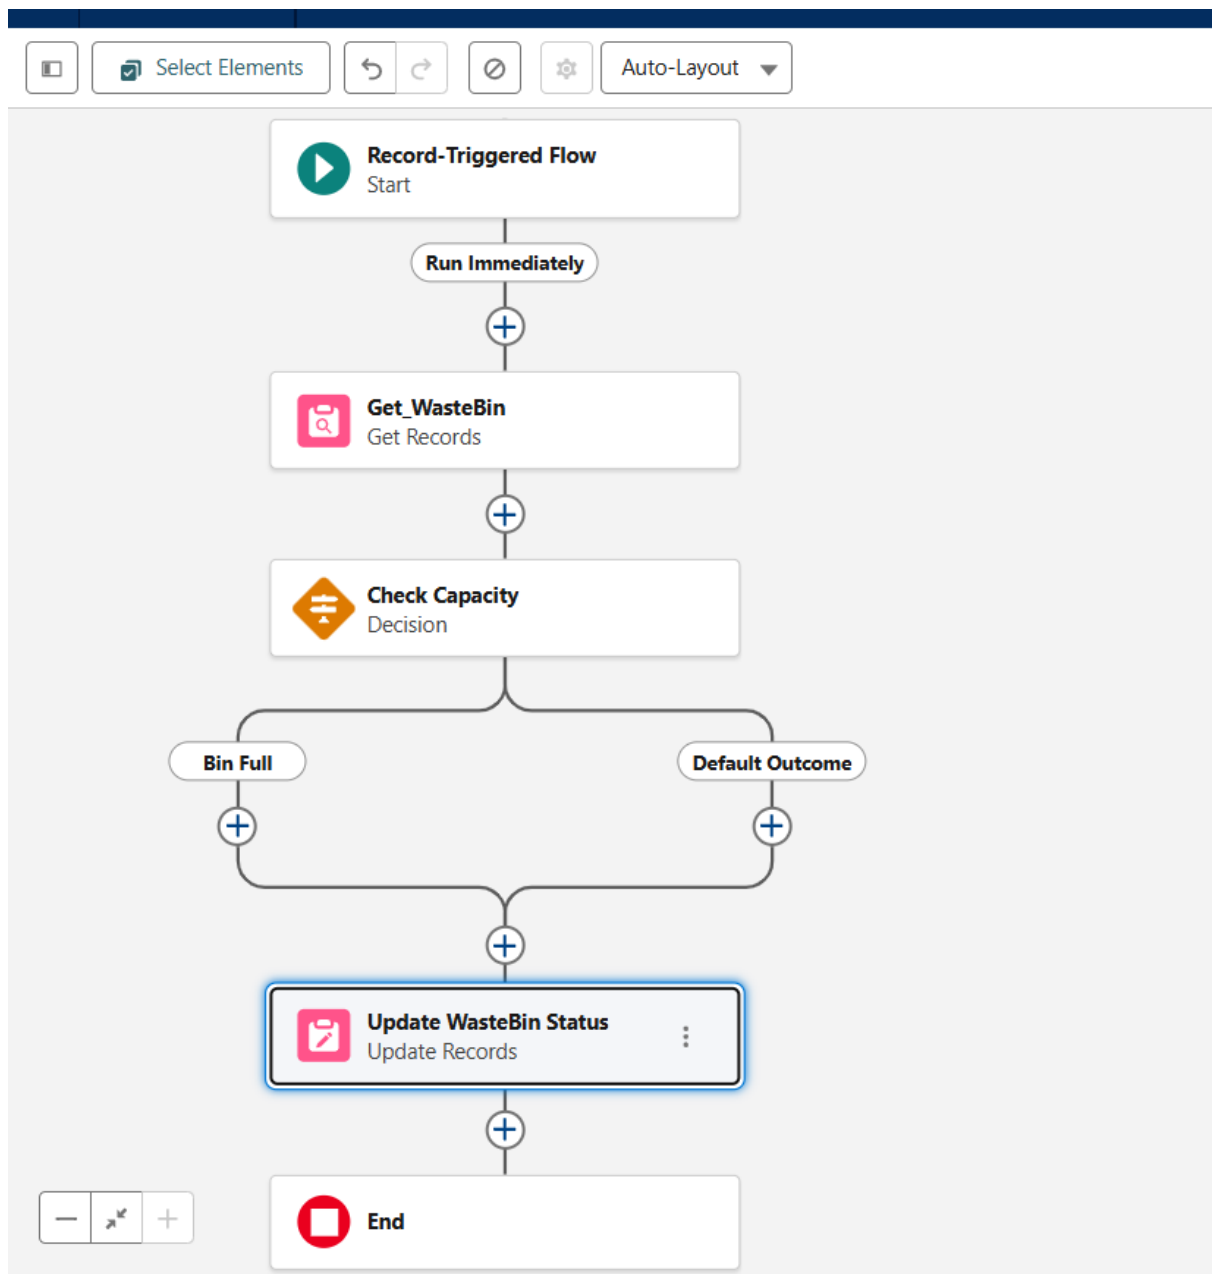 Select Elements
Auto-Layout
Record-Triggered Flow
Start
Run Immediately
Get_WasteBin
Get Records
Check Capacity
Decision
Bin Full
Default Outcome
Update WasteBin Status
Update Records
End